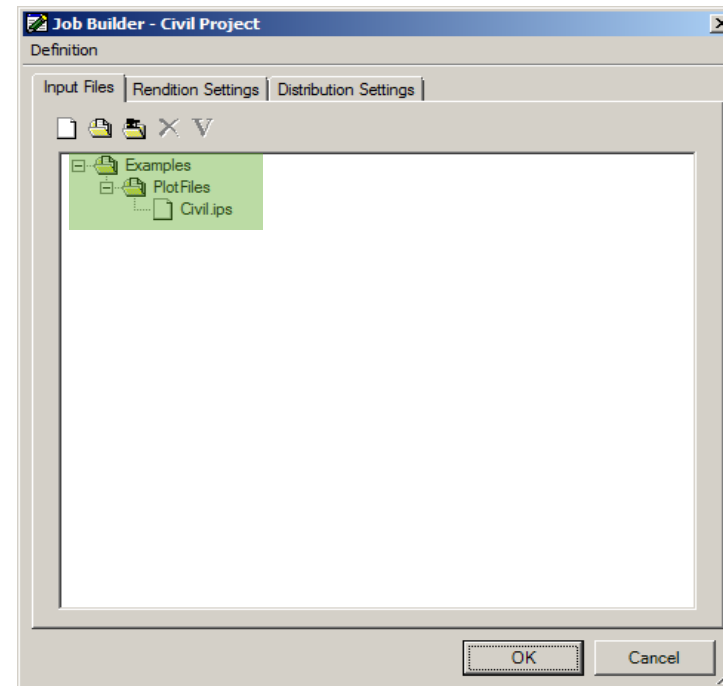 Job Builder - Civil Project
Definition
Input Files Rendition Settings Distribution Settings
V
Examples
PlotFiles
Civil.ips
OK Cancel